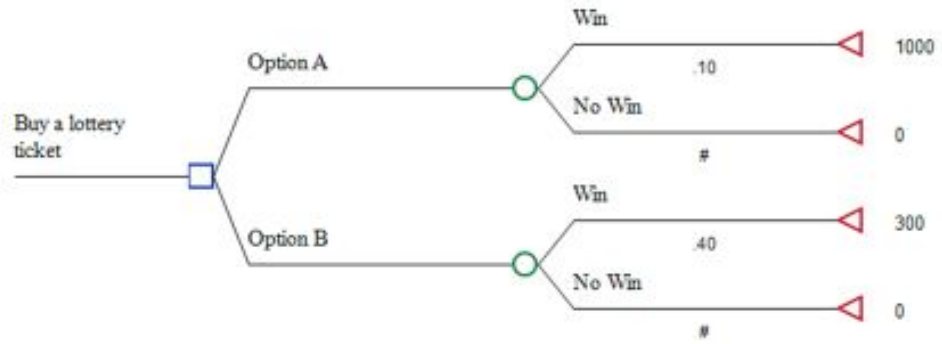 Win
1000
.10
Option A
No Win
0
#
Buy a lottery
ticket
Win
300
.40
Option B
No Win
0
#